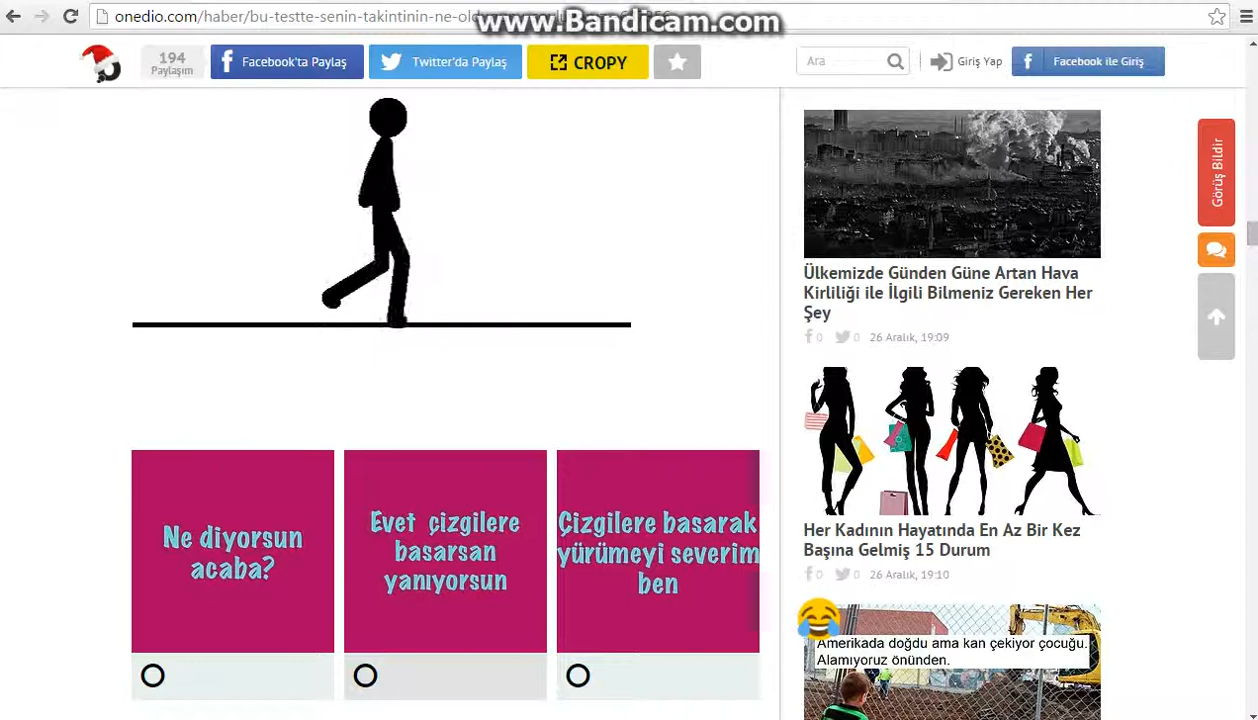 onedio.com/haber/bu-testte-senin-takintinin-ne-old
www.Bandicam.com
194
Paylaşım
Facebook'ta Paylaş
Twitter'da Paylaş
CROPY
Ara
Giriş Yap
Facebook ile Giriş
Görüş Bildir
Ülkemizde Günden Güne Artan Hava
Kirliliği ile İlgili Bilmeniz Gereken Her
Şey
0
0
26 Aralık, 19:09
Her Kadının Hayatında En Az Bir Kez
Başına Gelmiş 15 Durum
0
0
26 Aralık, 19:10
Amerikada doğdu ama kan çekiyor çocuğu.
Alamıyoruz önünden.
Ne diyorsun
acaba?
Evet çizgilere
basarsan
yanıyorsun
Çizgilere basarak
yürümeyi severim
ben